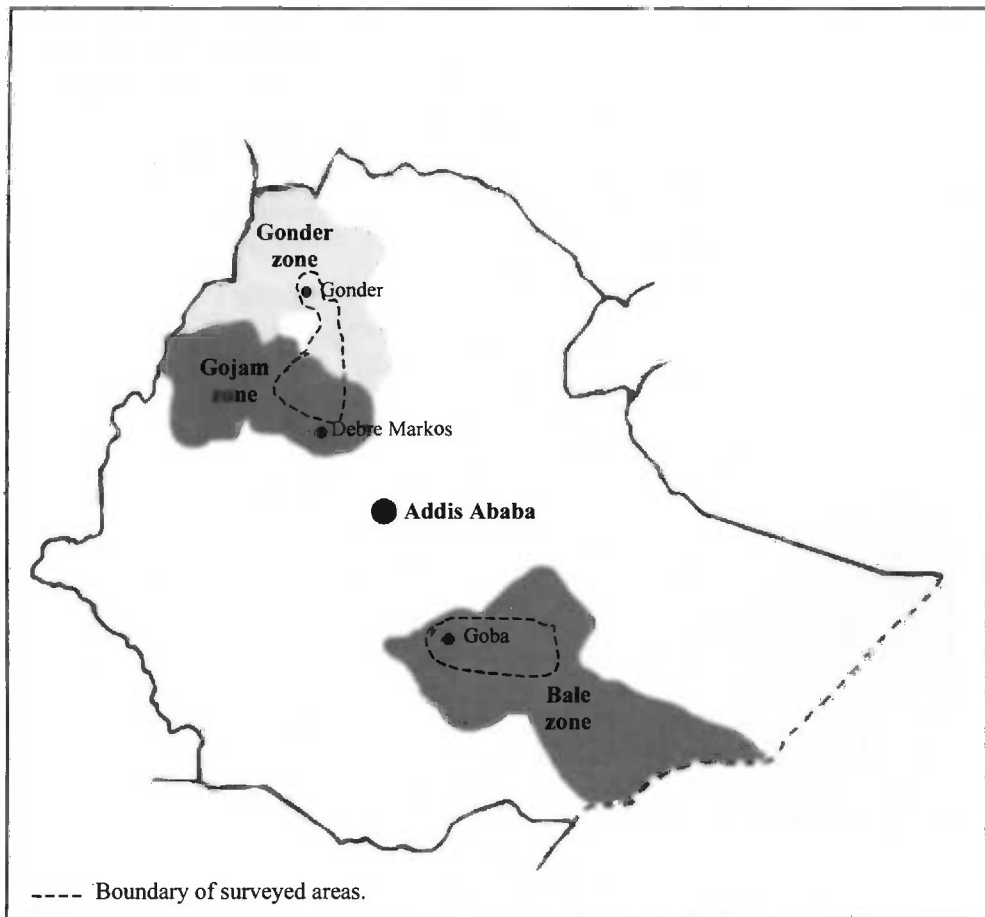 Gonder
zone
Gonder
Gojam
zone
Debre Markos
Addis Ababa
Goba
Bale
zone
Boundary of surveyed areas.